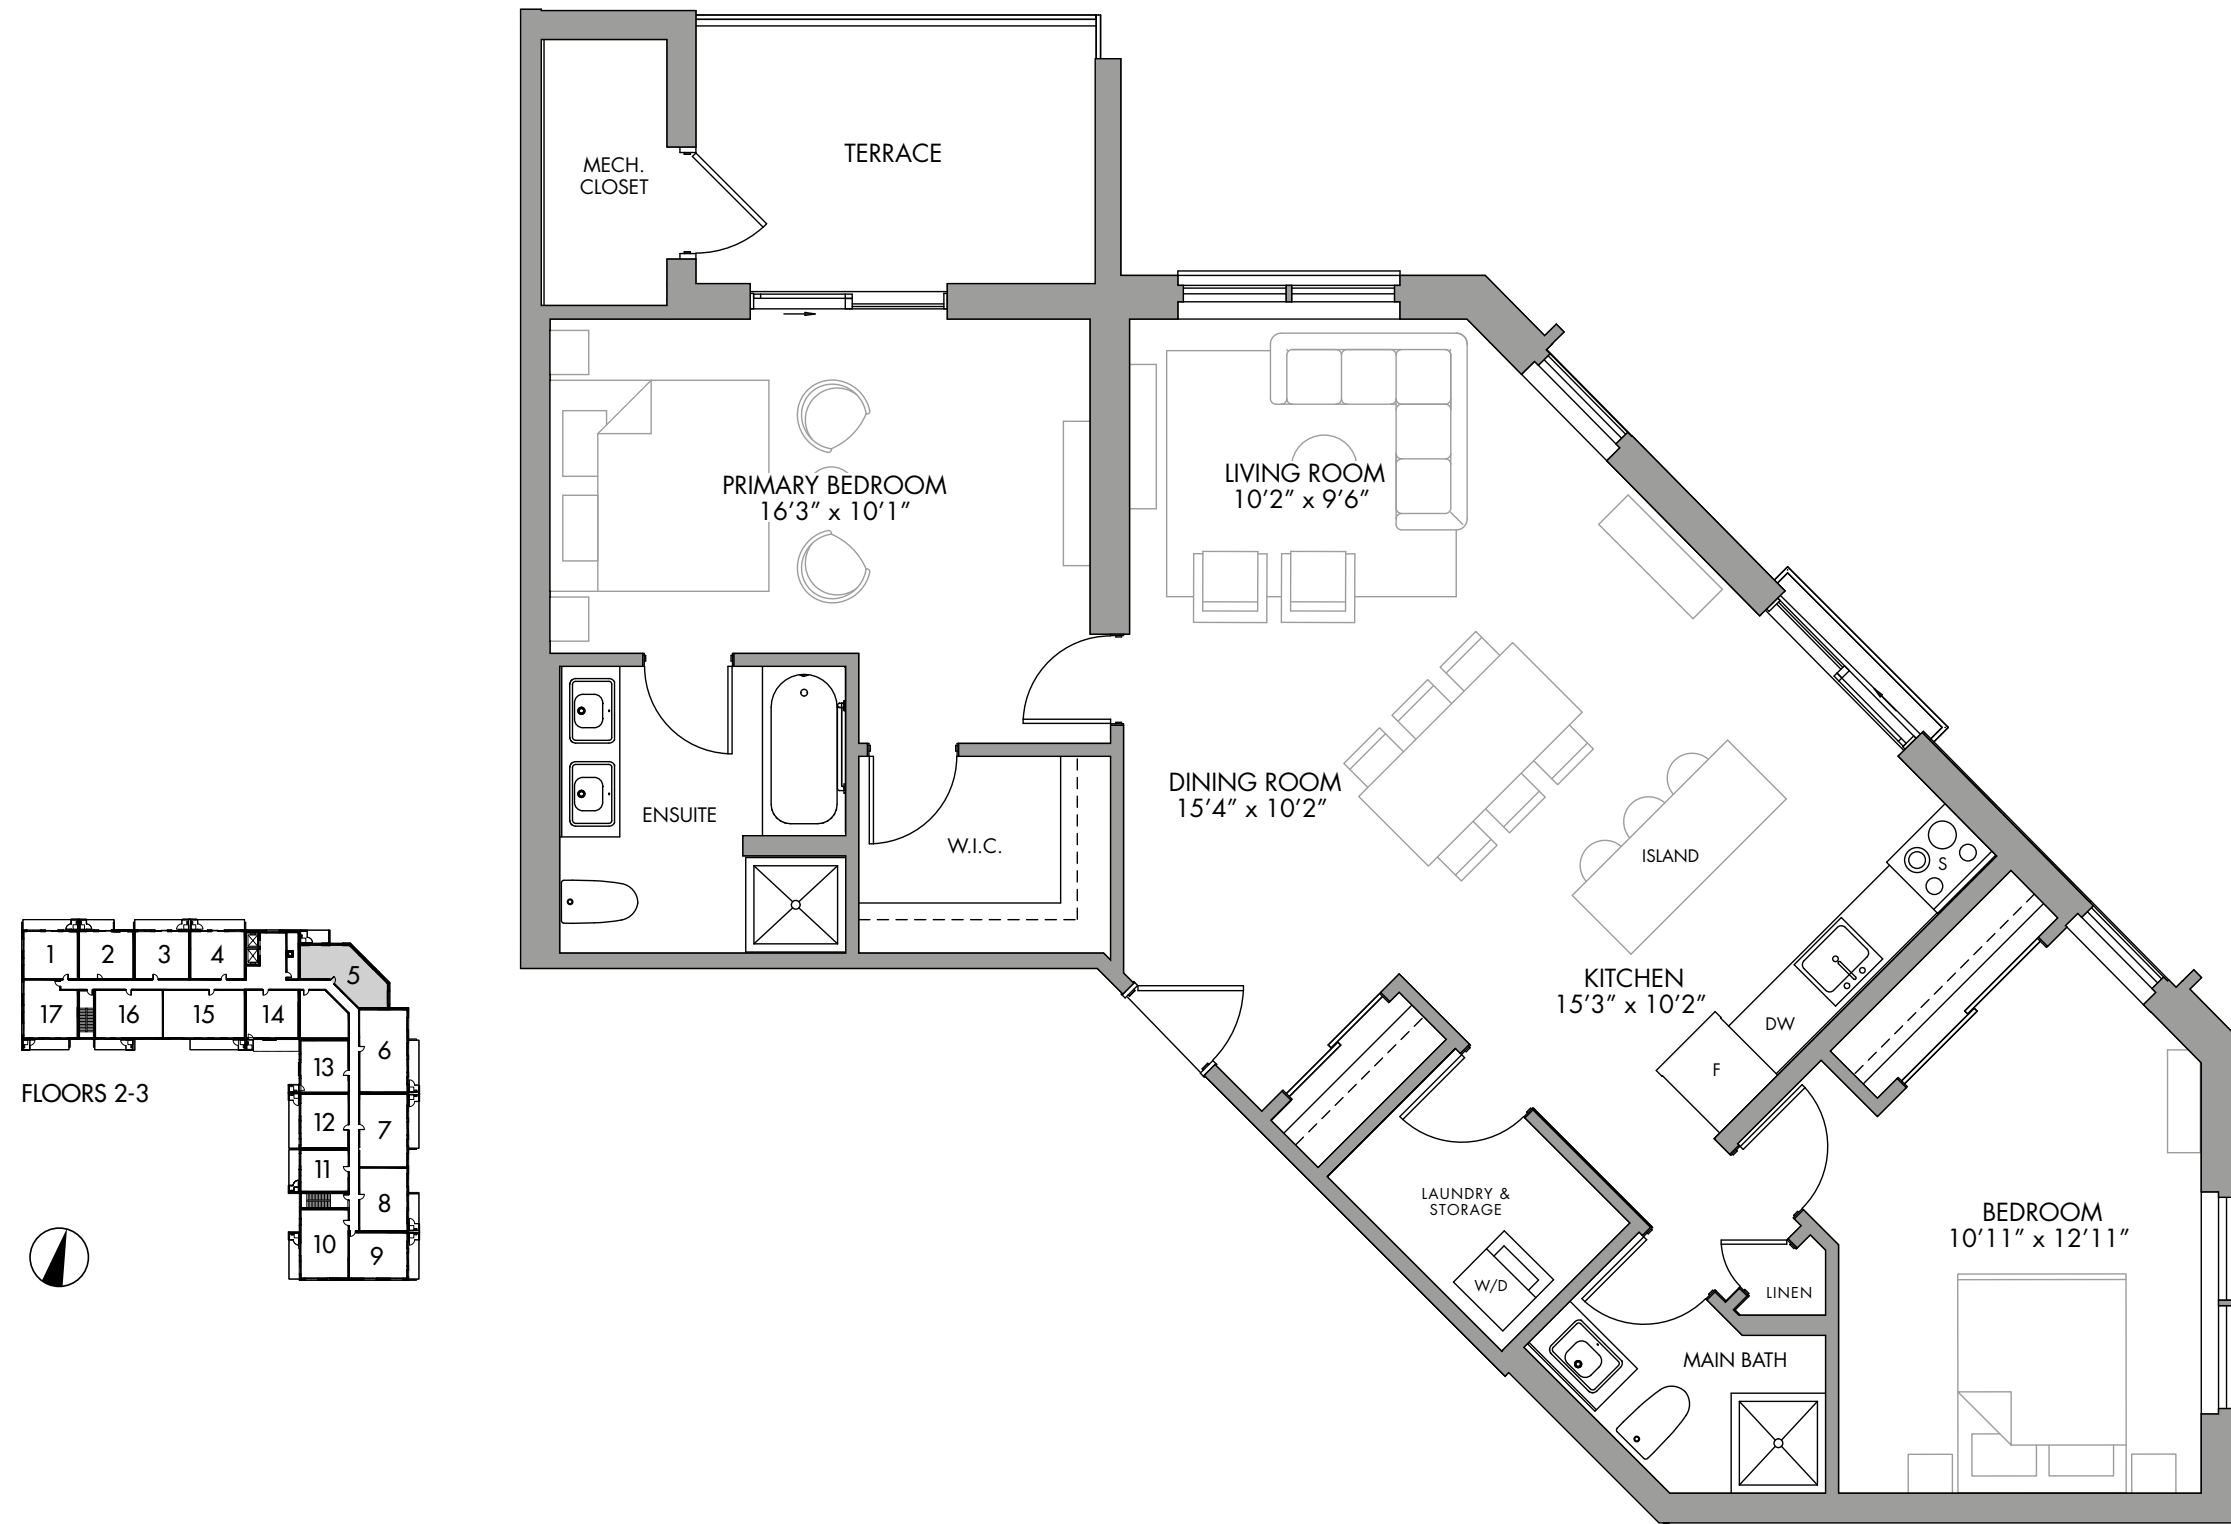 TERRACE
MECH.
CLOSET
PRIMARY BEDROOM
16’3” x 10’1”
LIVING ROOM
10’2” x 9’6”
DINING ROOM
15’4” x 10’2”
ENSUITE
W.I.C.
ISLAND
S
KITCHEN
15’3” x 10’2”
DW
F
LAUNDRY &
STORAGE
W/D
BEDROOM
10’11” x 12’11”
LINEN
MAIN BATH
1 2 3 4 5
17 16 15 14
6
13
12 7
11
8
10 9
FLOORS 2-3